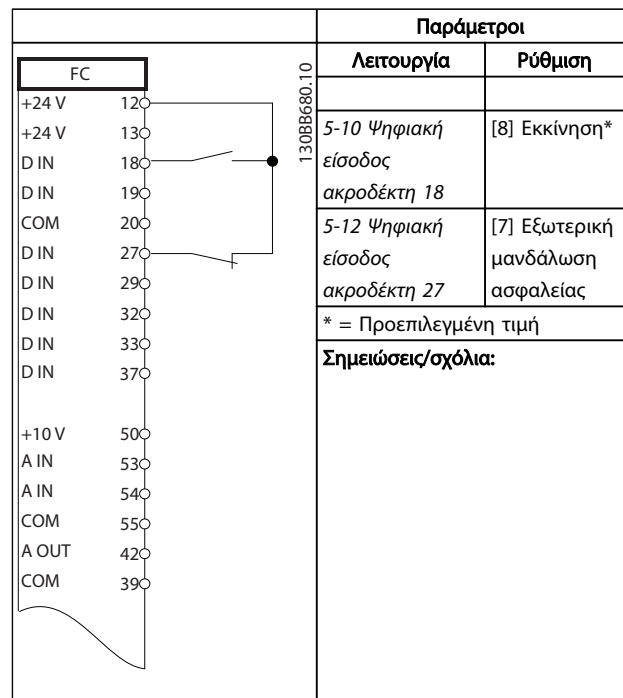 Παράμετροι
Λειτουργία Ρύθμιση
FC
130BB680.10
+24 V 12
+24 V 13
D IN 18
D IN 19
COM 20
D IN 27
D IN 29
D IN 32
D IN 33
D IN 37
+10 V 50
A IN 53
A IN 54
COM 55
A OUT 42
COM 39
5-10 Ψηφιακή [8] Εκκίνηση*
είσοδος
ακροδέκτη 18
5-12 Ψηφιακή [7] Εξωτερική
είσοδος μανδάλωση
ακροδέκτη 27 ασφαλείας
* = Προεπιλεγμένη τιμή
Σημειώσεις/σχόλια: